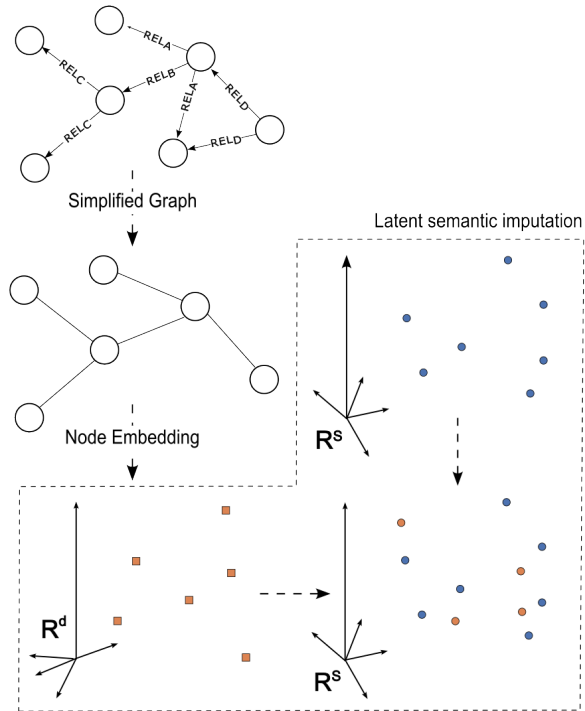 RELA
RELC
RELB
RELA
RELD
RELC
RELD
Simplified Graph
Latent semantic imputation
Node Embedding
R^s
R^d
R^s